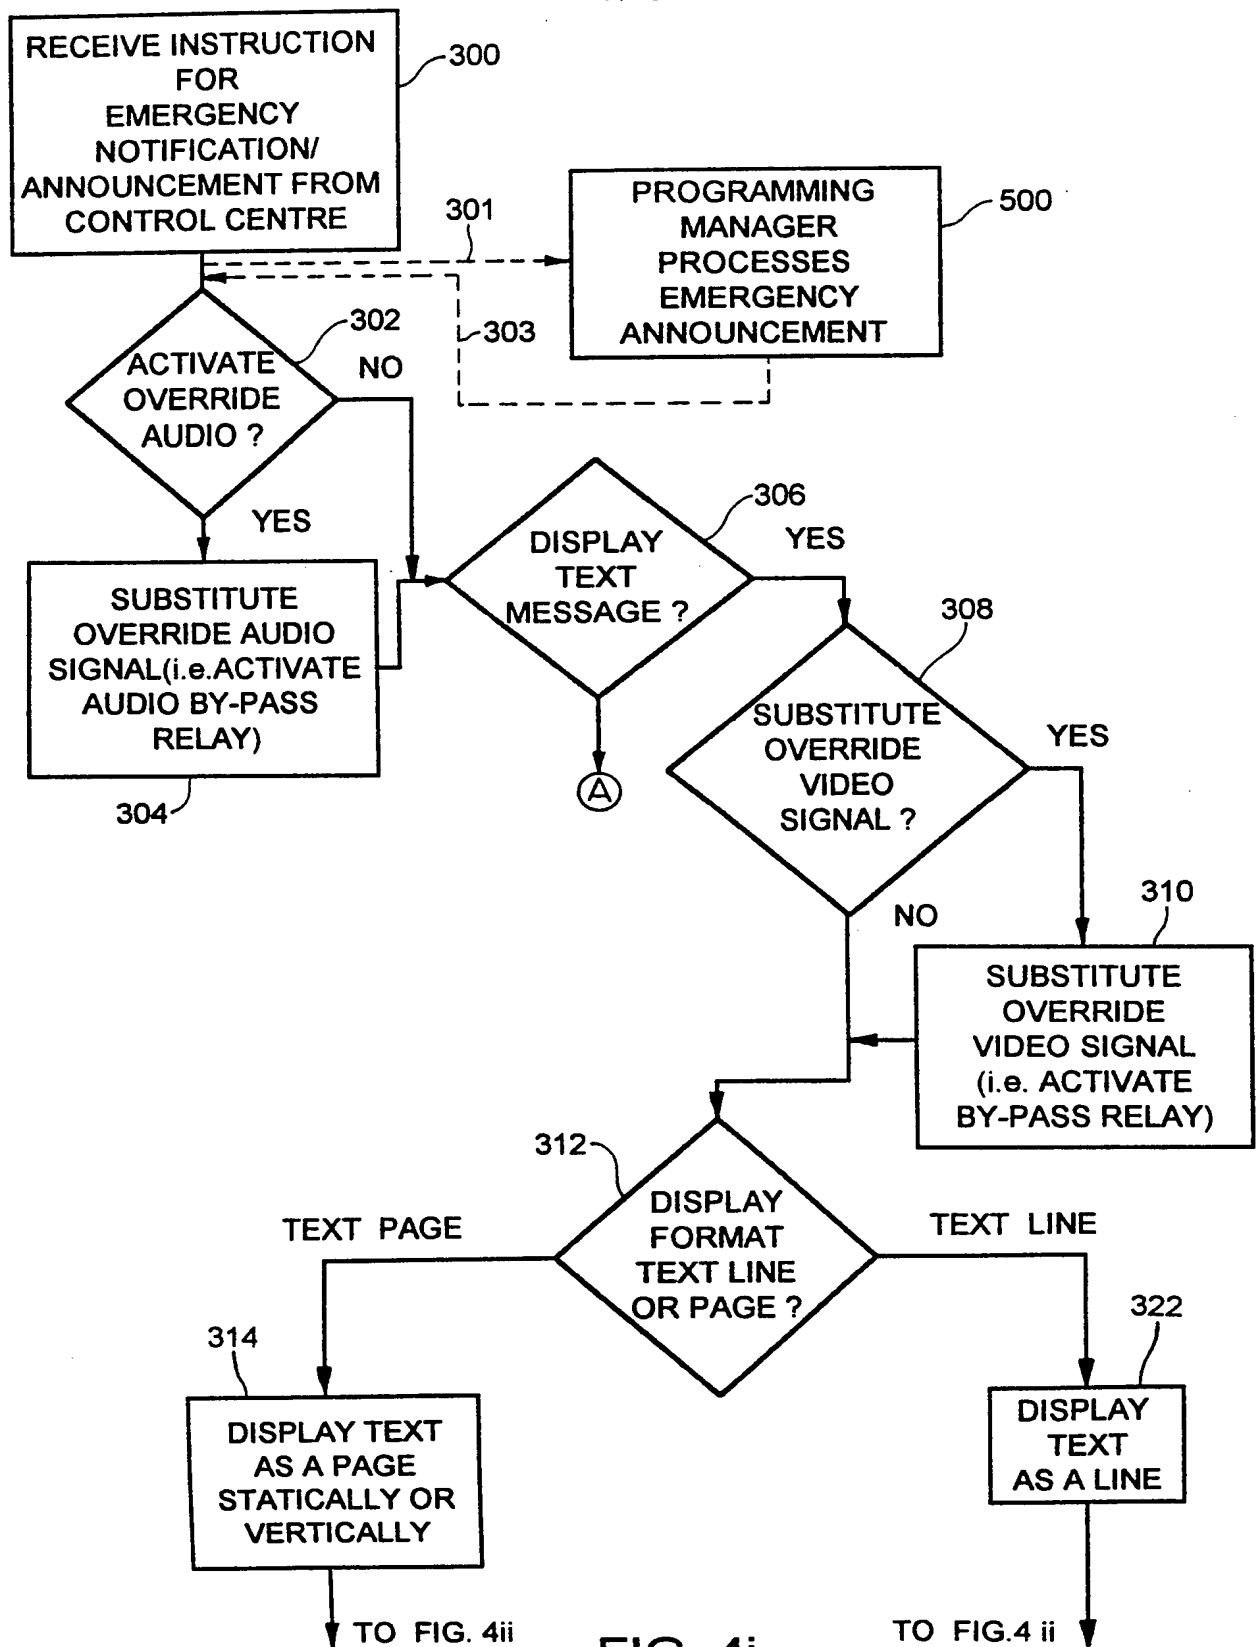 RECEIVE INSTRUCTION
FOR
EMERGENCY
NOTIFICATION/
ANNOUNCEMENT FROM
CONTROL CENTRE
300
301
PROGRAMMING
MANAGER
PROCESSES
EMERGENCY
ANNOUNCEMENT
500
303
302
ACTIVATE
OVERRIDE
AUDIO ?
NO
YES
SUBSTITUTE
OVERRIDE AUDIO
SIGNAL(i.e.ACTIVATE
AUDIO BY-PASS
RELAY)
304
306
DISPLAY
TEXT
MESSAGE ?
YES
A
308
SUBSTITUTE
OVERRIDE
VIDEO
SIGNAL ?
YES
NO
310
SUBSTITUTE
OVERRIDE
VIDEO SIGNAL
(i.e. ACTIVATE
BY-PASS RELAY)
312
DISPLAY
FORMAT
TEXT LINE
OR PAGE ?
TEXT PAGE
TEXT LINE
314
DISPLAY TEXT
AS A PAGE
STATICALLY OR
VERTICALLY
322
DISPLAY
TEXT
AS A LINE
TO FIG. 4ii
FIG. 4i
TO FIG.4 ii